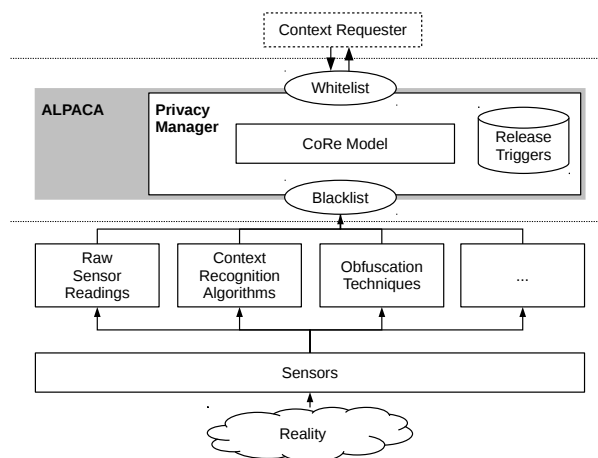 Context Requester
Whitelist
ALPACA
Privacy
Manager
CoRe Model
Release
Triggers
Blacklist
Raw
Sensor
Readings
Context
Recognition
Algorithms
Obfuscation
Techniques
...
Sensors
Reality